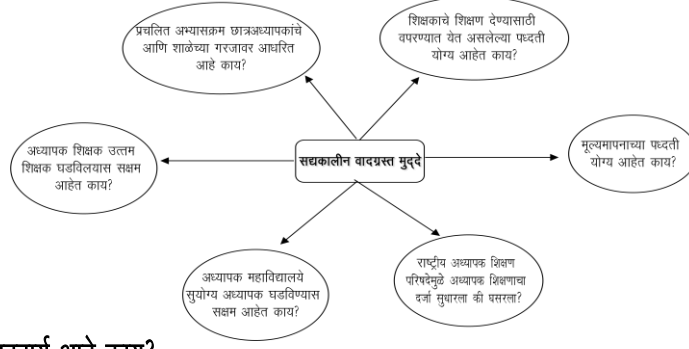 प्रचलित अभ्यासक्रम छात्रअध्यापकांचे
आणि शाळेच्या गरजावर आधरित
आहे काय?
शिक्षकाचे शिक्षण देण्यासाठी
वपरण्यात येत असलेल्या पध्दती
योग्य आहेत काय?
अध्यापक शिक्षक उत्तम
शिक्षक घडविलयास सक्षम
आहेत काय?
सद्यकालीन वादग्रस्त मुद्दे
मूल्यमापनाच्या पध्दती
योग्य आहेत काय?
अध्यापक महाविद्यालये
सुयोग्य अध्यापक घडविण्यास
सक्षम आहेत काय?
राष्ट्रीय अध्यापक शिक्षण
परिषदेमुळे अध्यापक शिक्षणाचा
दर्जा सुधारला की घसरला?
आहे काय?